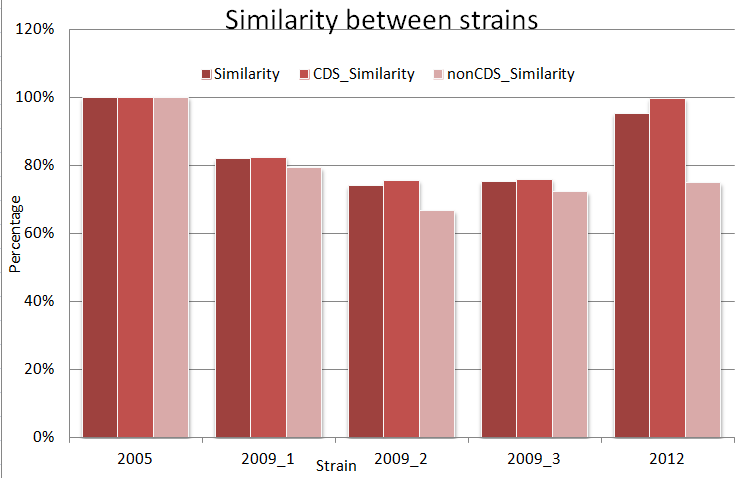 Similarity between strains
120%
Similarity CDS_Similarity nonCDS_Similarity
100%
80%
60%
40%
20%
0%
Percentage
2005 2009_1 2009_2 2009_3 2012
Strain